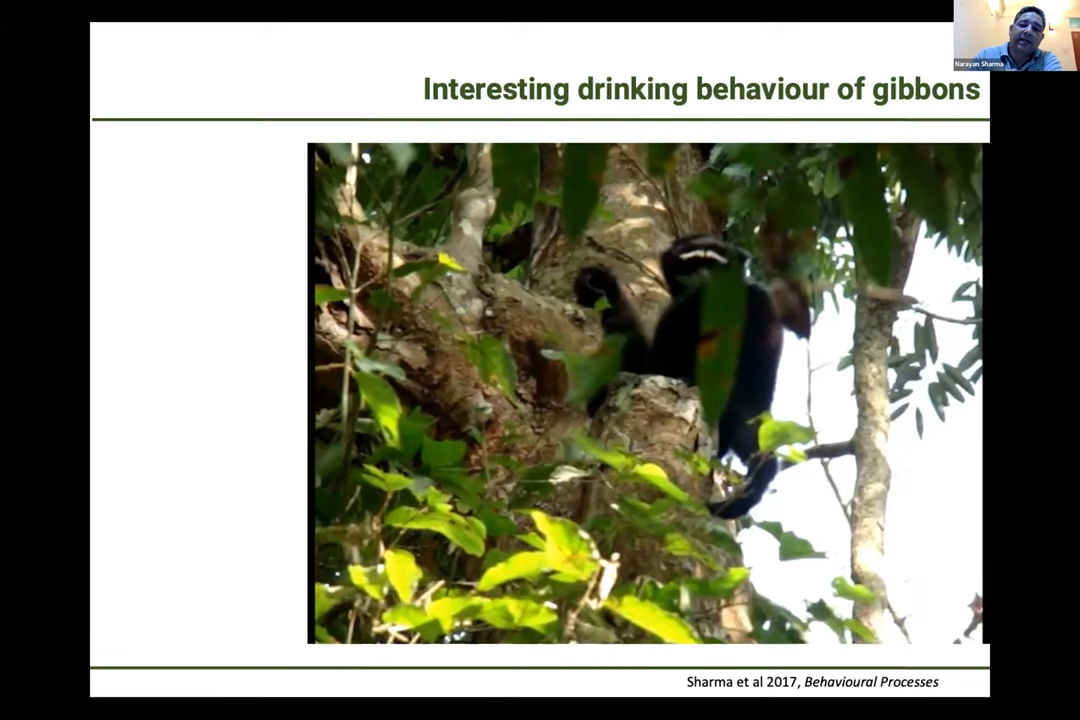 Narayan Sharma
Interesting drinking behaviour of gibbons
Sharma et al 2017, Behavioural Processes